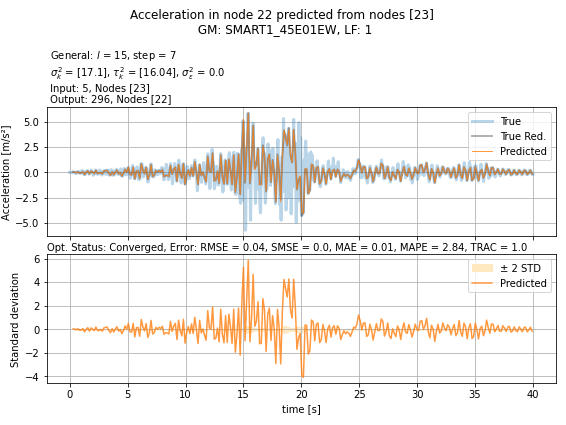 Acceleration in node 22 predicted from nodes [23]
GM: SMART1_45E01EW, LF: 1
General: l = 15, step = 7
σ²ₖ = [17.1], τ²ₖ = [16.04], σ²ε = 0.0
Input: 5, Nodes [23]
Output: 296, Nodes [22]
Acceleration [m/s²]
5.0
2.5
0.0
−2.5
−5.0
True
True Red.
Predicted
Opt. Status: Converged, Error: RMSE = 0.04, SMSE = 0.0, MAE = 0.01, MAPE = 2.84, TRAC = 1.0
Standard deviation
6
4
2
0
−2
−4
± 2 STD
Predicted
0 5 10 15 20 25 30 35 40
time [s]